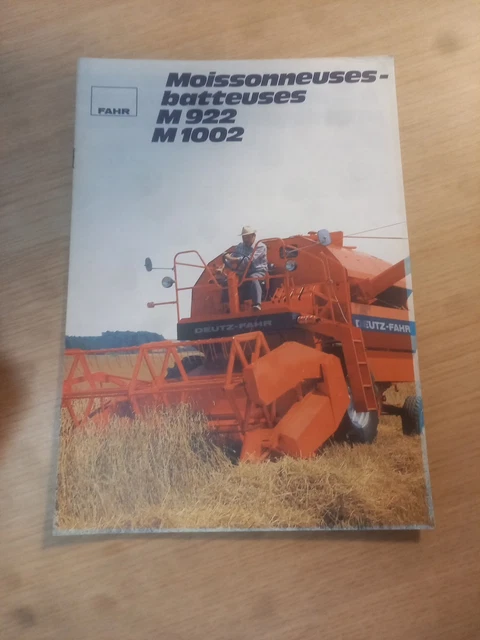 FAHR
Moissonneuses-
batteuses
M 922
M 1002
DEUTZ-FAHR
DEUTZ-FAHR